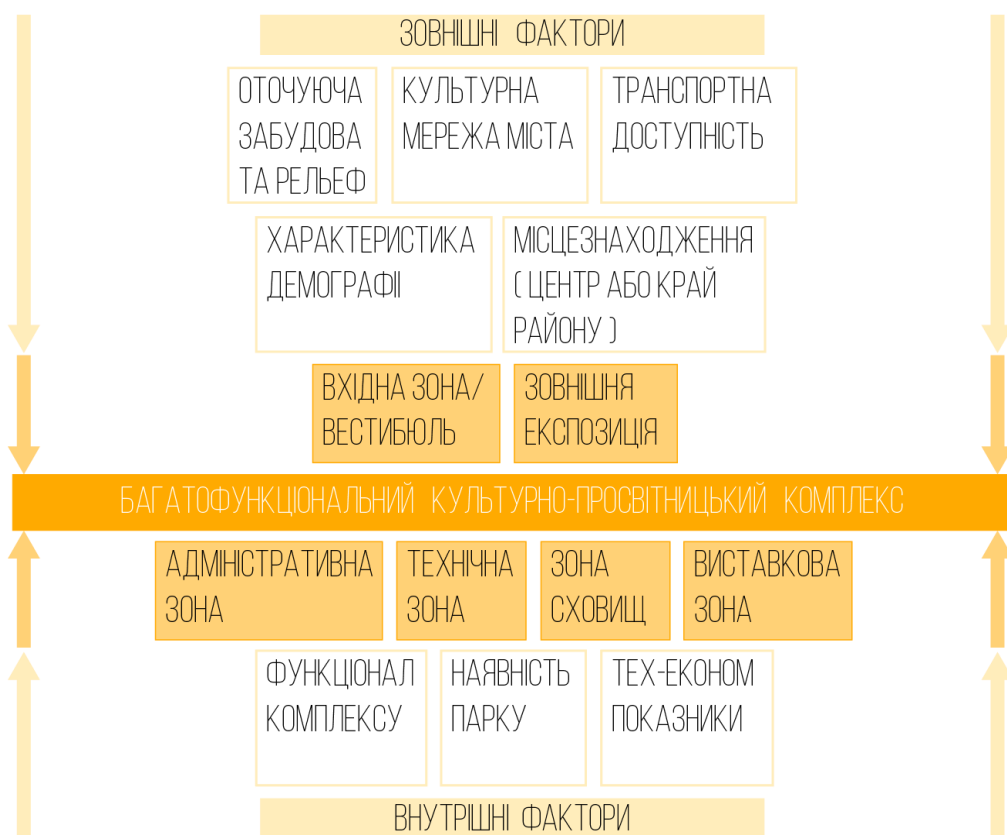 ЗОВНІШНІ ФАКТОРИ
ОТОЧУЮЧА
ЗАБУДОВА
ТА РЕЛЬЕФ
КУЛЬТУРНА
МЕРЕЖА МІСТА
ТРАНСПОРТНА
ДОСТУПНІСТЬ
ХАРАКТЕРИСТИКА
ДЕМОГРАФІІ
МІСЦЕЗНАХОДЖЕННЯ
( ЦЕНТР АБО КРАЙ
РАЙОНУ )
ВХІДНА ЗОНА/
ВЕСТИБЮЛЬ
ЗОВНІШНЯ
ЕКСПОЗИЦІЯ
БАГАТОФУНКЦІОНАЛЬНИЙ КУЛЬТУРНО-ПРОСВІТНИЦЬКИЙ КОМПЛЕКС
АДМІНІСТРАТИВНА
ЗОНА
ТЕХНІЧНА
ЗОНА
ЗОНА
СХОВИЩ
ВИСТАВКОВА
ЗОНА
ФУНКЦІОНАЛ
КОМПЛЕКСУ
НАЯВНІСТЬ
ПАРКУ
ТЕХ-ЕКОНОМ
ПОКАЗНИКИ
ВНУТРІШНІ ФАКТОРИ